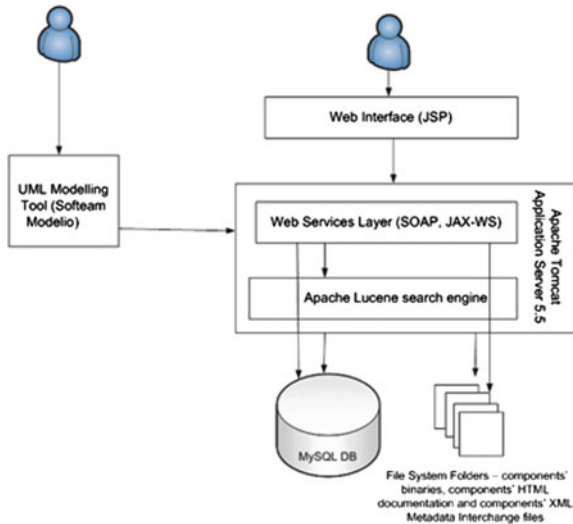 Web Interface (JSP)
UML Modelling
Tool (Softeam
Modelio)
Web Services Layer (SOAP, JAX-WS)
Apache Lucene search engine
Apache Tomcat
Application Server 5.5
MySQL DB
File System Folders – components'
binaries, components' HTML
documentation and components' XML
Metadata Interchange files